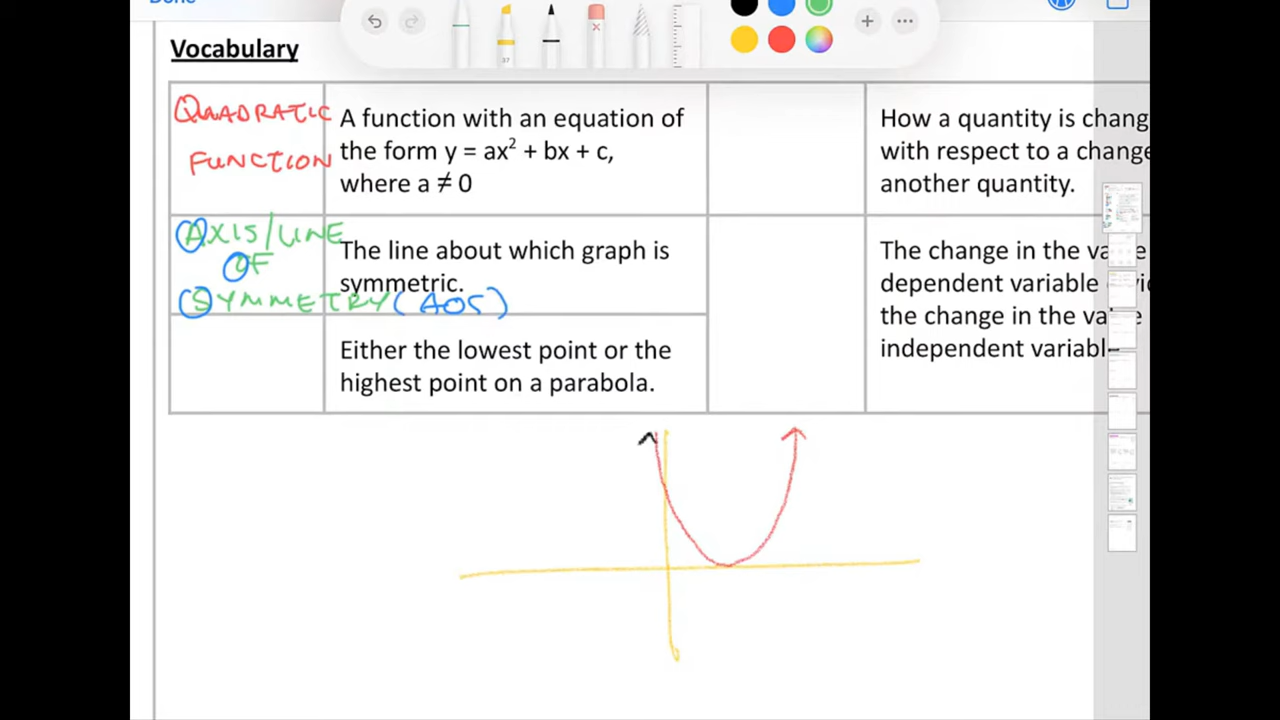 Done
37
Vocabulary
QUADRATIC
FUNCTION
A function with an equation of
the form y = ax² + bx + c,
where a ≠ 0
How a quantity is chang
with respect to a change
another quantity.
AXIS/LINE
OF
SYMMETRY (AOS)
The line about which graph is
symmetric.
The change in the va e
dependent variable
the change in the va e
independent variabl
Either the lowest point or the
highest point on a parabola.